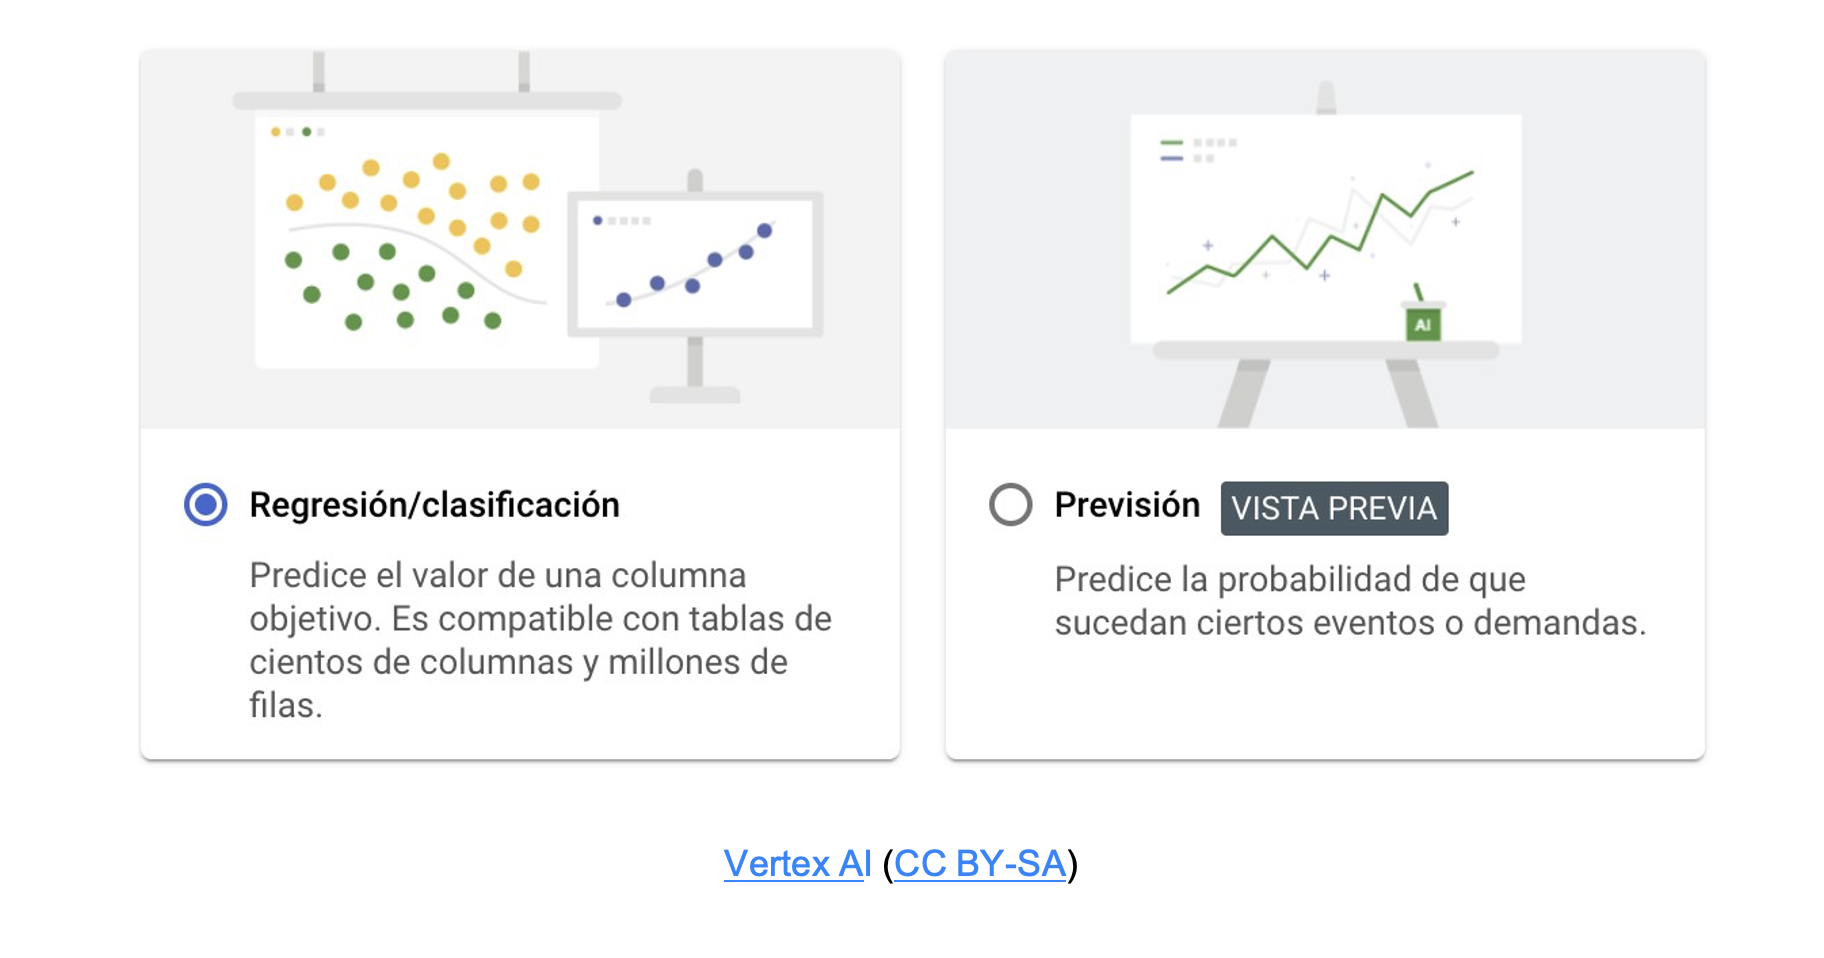 AI
Regresión/clasificación
Predice el valor de una columna
objetivo. Es compatible con tablas de
cientos de columnas y millones de
filas.
Previsión VISTA PREVIA
Predice la probabilidad de que
sucedan ciertos eventos o demandas.
Vertex AI (CC BY-SA)